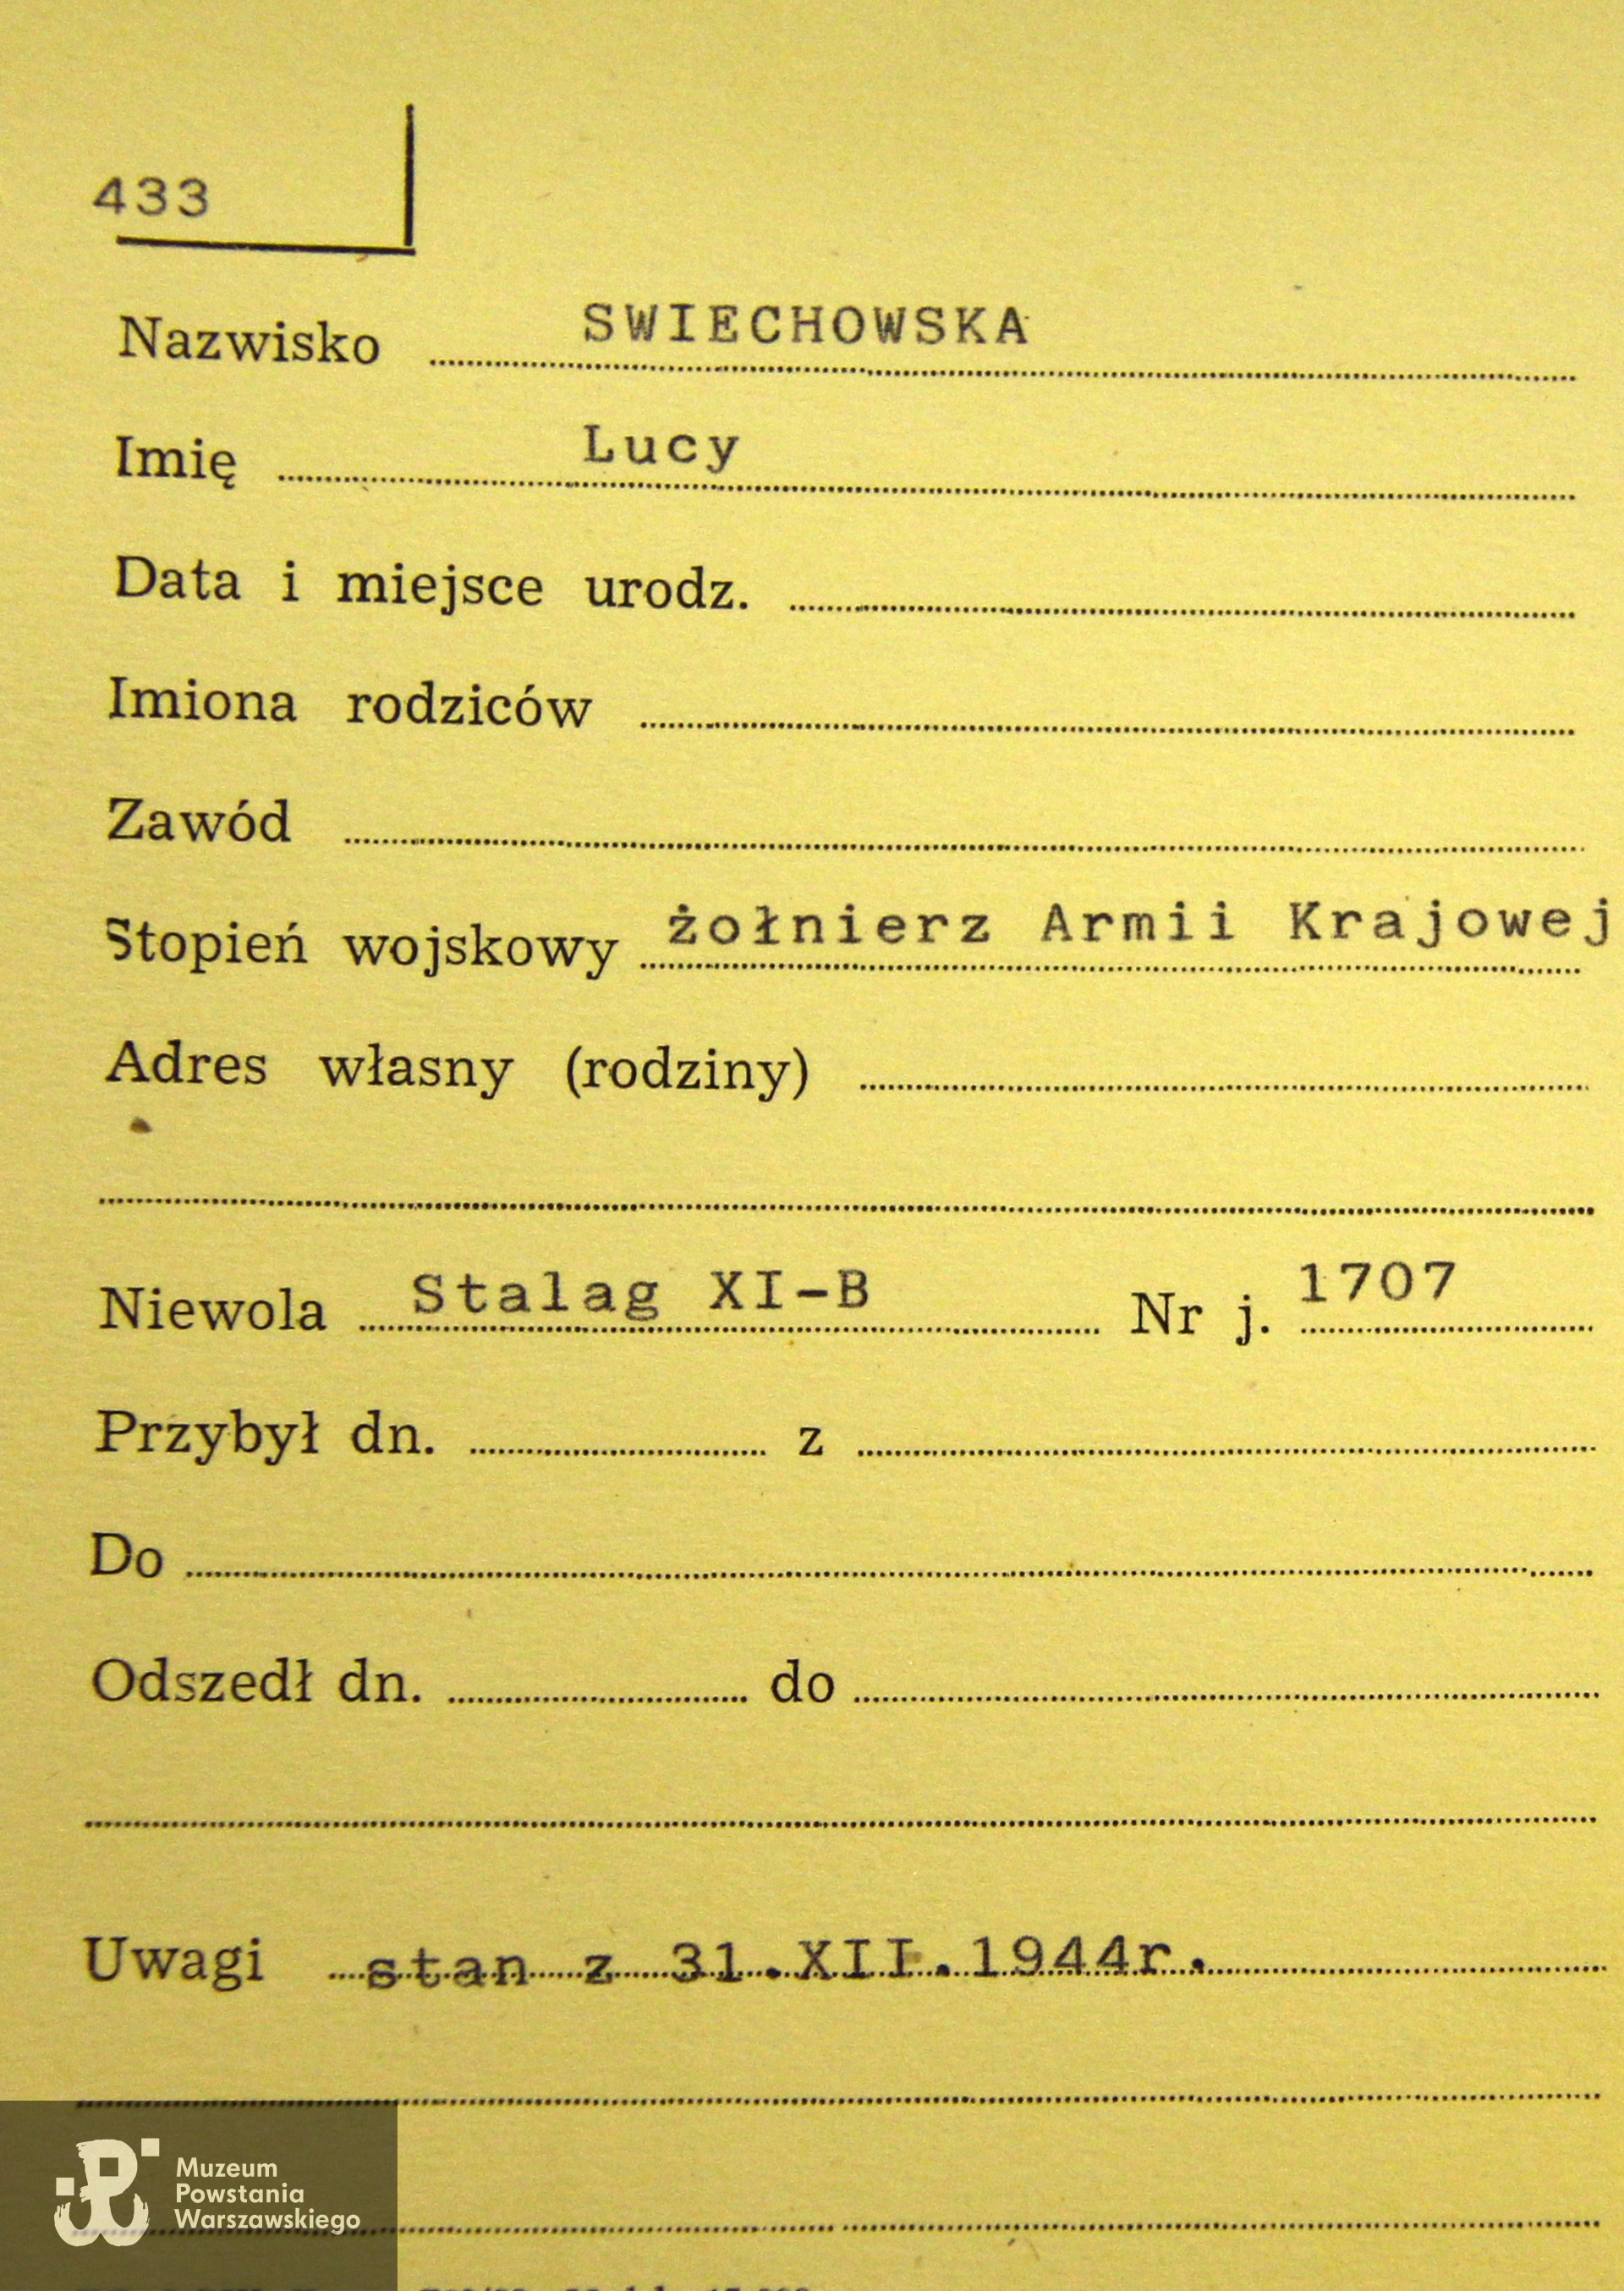 433
Nazwisko SWIECHOWSKA
Imię Lucy
Data i miejsce urodz.
Imiona rodziców
Zawód
Stopień wojskowy żołnierz Armii Krajowej
Adres własny (rodziny)
Niewola Stalag XI-B Nr j. 1707
Przybył dn. z
Do
Odszedł dn. do
Uwagi stan z 31.XII.1944r.
Muzeum
Powstania
Warszawskiego